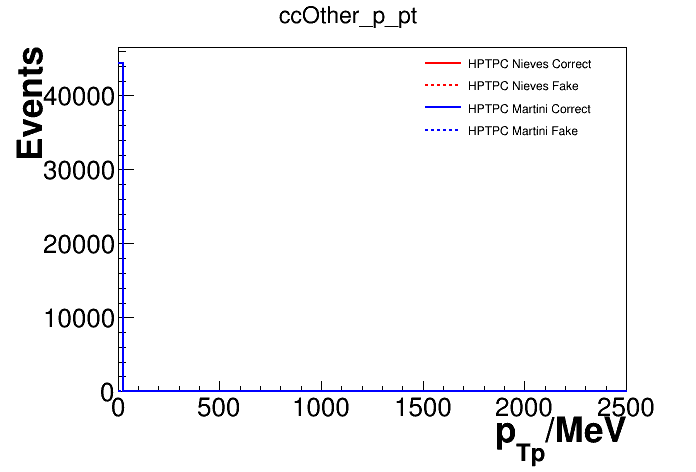 ccOther_p_pt
Events
HPTPC Nieves Correct
HPTPC Nieves Fake
HPTPC Martini Correct
HPTPC Martini Fake
40000
30000
20000
10000
0
0 500 1000 1500 2000 2500
pTp/MeV